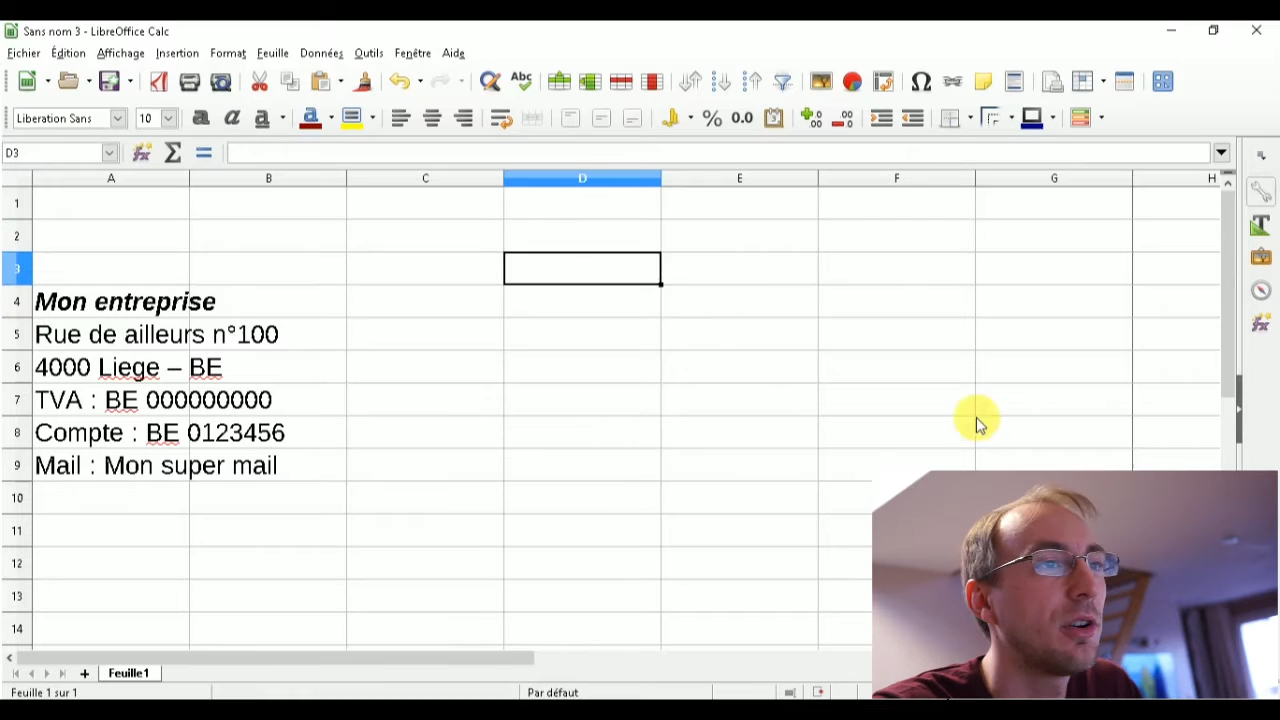 Sans nom 3 - LibreOffice Calc
Fichier Édition Affichage Insertion Format Feuille Données Outils Fenêtre Aide
Abc
Liberation Sans 10 a a a a % 0.0
D3
A B C D E F G H
1
2
3
4 Mon entreprise
5 Rue de ailleurs n°100
6 4000 Liege – BE
7 TVA : BE 000000000
8 Compte : BE 0123456
9 Mail : Mon super mail
10
11
12
13
14
Feuille1
Feuille 1 sur 1 Par défaut